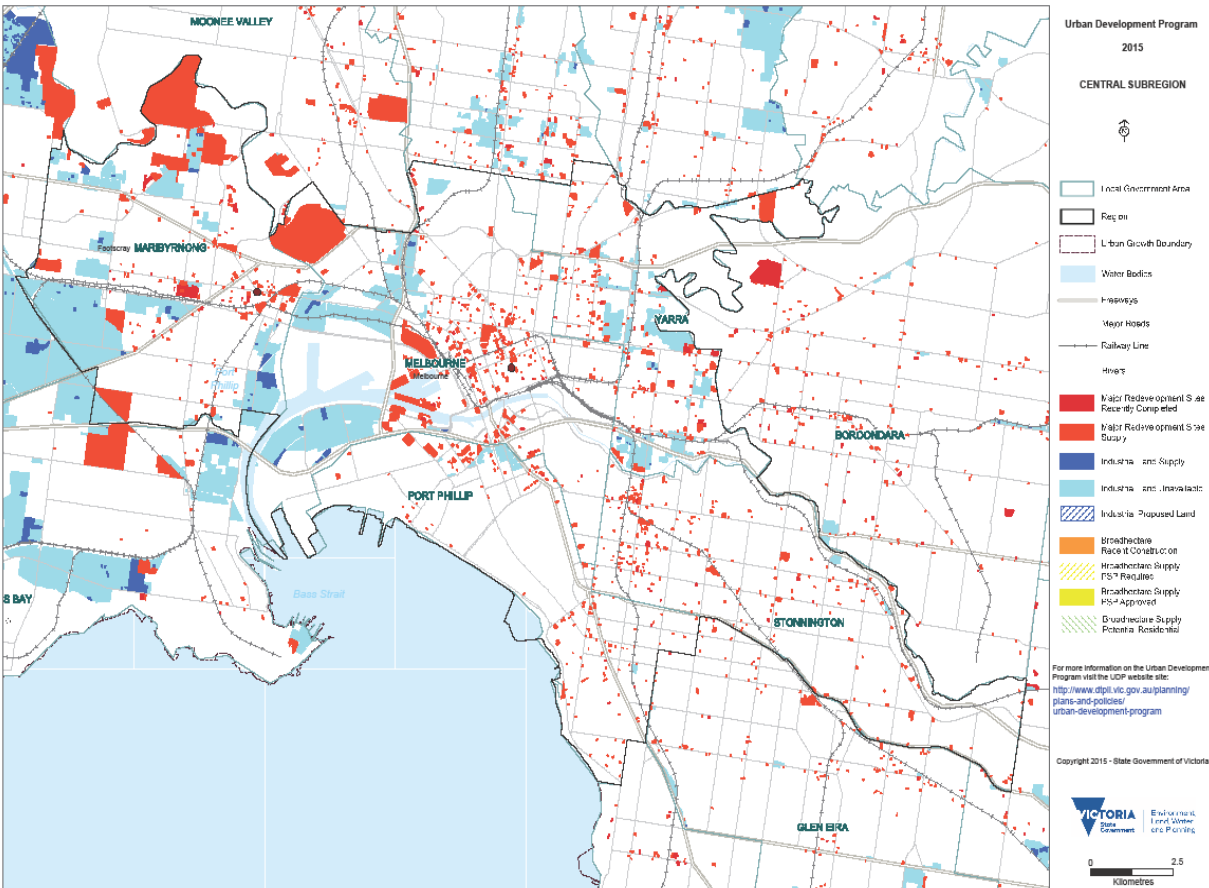 MOONEE VALLEY
Footscray MARIBYRNONG
YARRA
MELBOURNE
Melbourne
Port
Phillip
BOROONDARA
PORT PHILLIP
Bass Strait
S BAY
STONNINGTON
GLEN EIRA
Urban Development Program
2015
CENTRAL SUBREGION
Local Government Area
Region
Urban Growth Boundary
Water Bodies
Freeways
Major Roads
Railway Line
Rivers
Major Redevelopment Sites
Recently Completed
Major Redevelopment Sites
Supply
Industrial Land Supply
Industrial Land Unavailable
Industrial Proposed Land
Broadhectare
Recent Construction
Broadhectare Supply
PSP Required
Broadhectare Supply
PSP Approved
Broadhectare Supply
Potential Residential
For more information on the Urban Developmen
Program visit the UDP website site:
http://www.dtpli.vic.gov.au/planning/
plans-and-policies/
urban-development-program
Copyright 2015 - State Government of Victoria
VICTORIA
State
Government
Environment,
Land, Water
and Planning
0 2.5
Kilometres